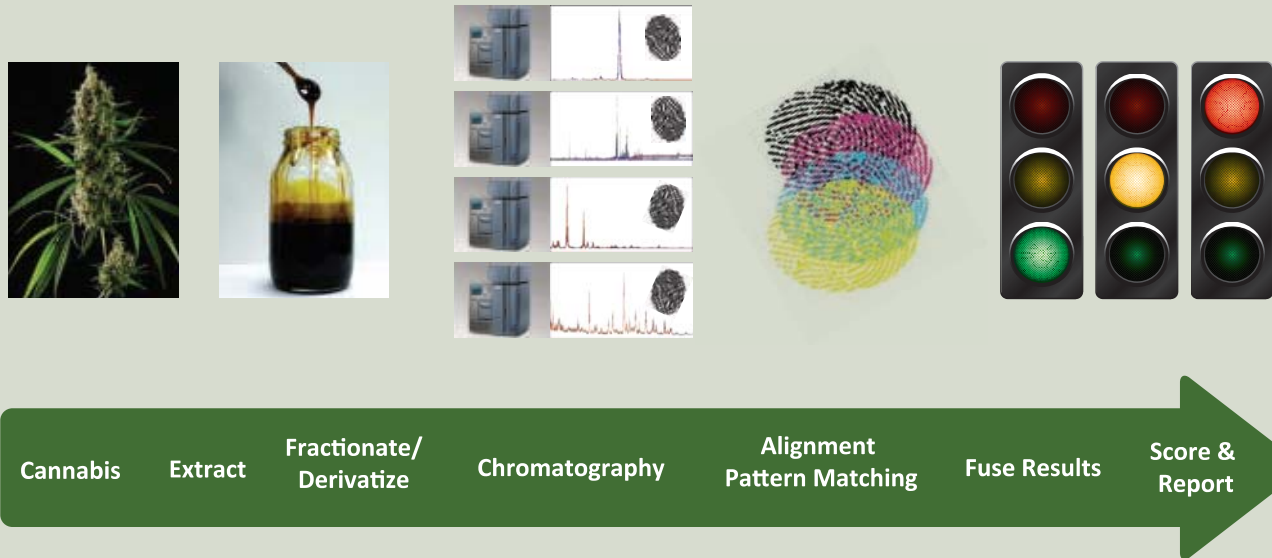 Cannabis
Extract
Fractionate/
Derivatize
Chromatography
Alignment
Pattern Matching
Fuse Results
Score &
Report